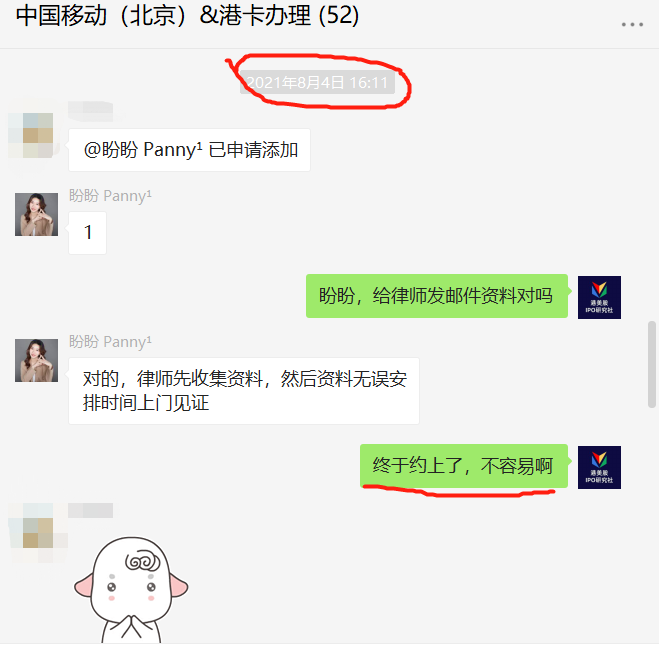 中国移动（北京）&港卡办理 (52)
2021年8月4日 16:11
@盼盼 Panny¹ 已申请添加
盼盼 Panny¹
1
盼盼，给律师发邮件资料对吗
港美股
IPO研究社
盼盼 Panny¹
对的，律师先收集资料，然后资料无误安
排时间上门见证
终于约上了，不容易啊
港美股
IPO研究社